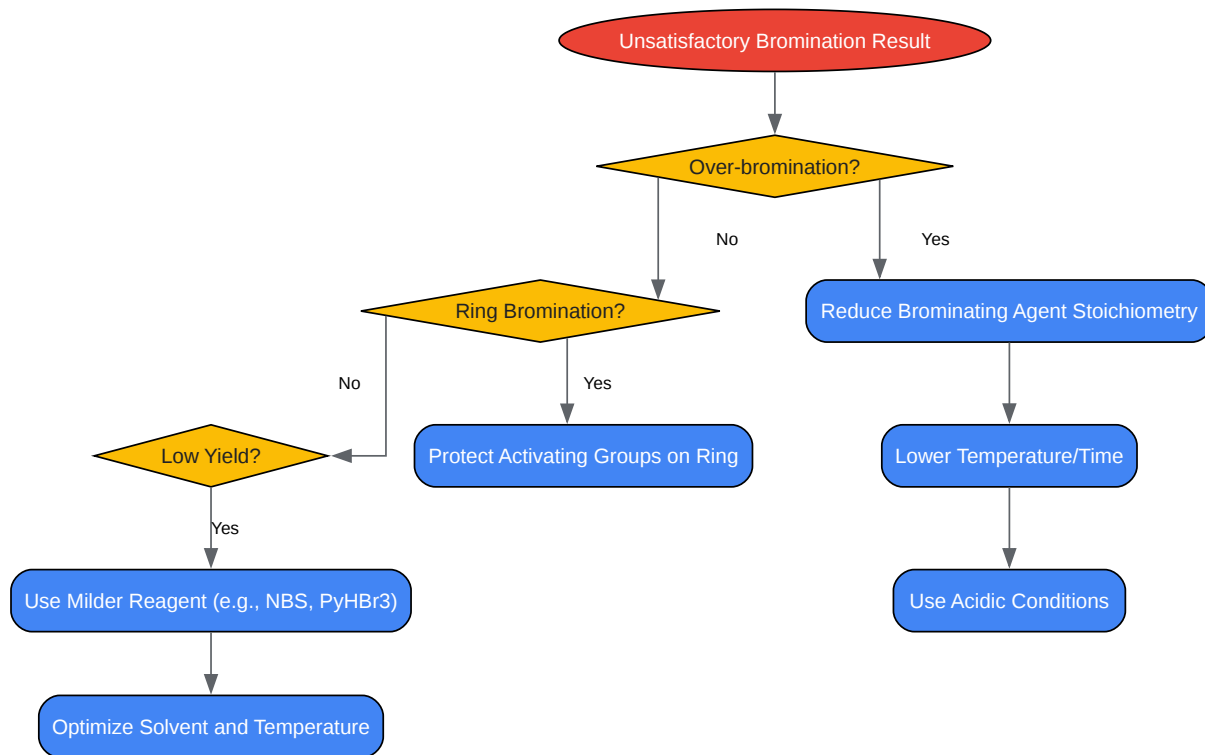 Unsatisfactory Bromination Result
Over-bromination?
No
Yes
Ring Bromination?
Reduce Brominating Agent Stoichiometry
No
Yes
Low Yield?
Protect Activating Groups on Ring
Lower Temperature/Time
Yes
Use Milder Reagent (e.g., NBS, PyHBr3)
Use Acidic Conditions
Optimize Solvent and Temperature